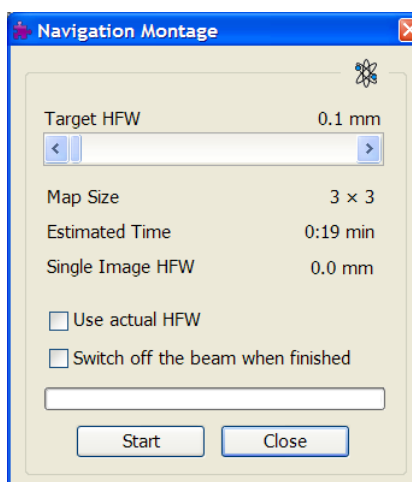 Navigation Montage
Target HFW 0.1 mm
Map Size 3 × 3
Estimated Time 0:19 min
Single Image HFW 0.0 mm
Use actual HFW
Switch off the beam when finished
Start Close